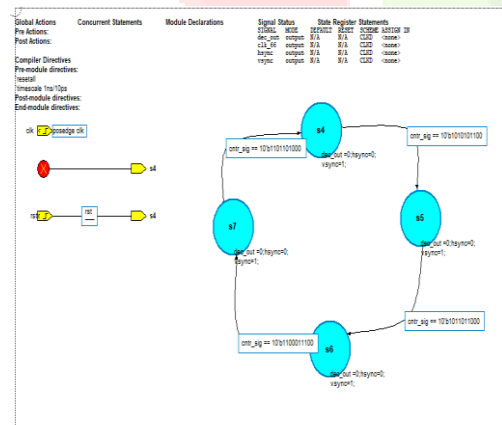 Global Actions
Pre Actions:
Post Actions:
Concurrent Statements
Module Declarations
Signal Status
SIGNAL MODE DEFAULT RESET SCHEME
dec_out output N/A N/A CLKD
clk_66 output N/A N/A CLKD
hsync output N/A N/A CLKD
vsync output N/A N/A CLKD
State Register Statements
ASSIGN IN
<none>
<none>
<none>
<none>
Compiler Directives
Pre-module directives:
`resetall
`timescale 1ns/10ps
Post-module directives:
End-module directives:
clk posedge clk
s4
rst s4
s4
dec_out =0;hsync=0;
vsync=1;
cntr_sig == 10'b1010101100
s5
dec_out =0;hsync=0;
vsync=1;
cntr_sig == 10'b1011011000
s6
dec_out =0;hsync=0;
vsync=1;
cntr_sig == 10'b1100011100
s7
dec_out =0;hsync=0;
vsync=1;
cntr_sig == 10'b1101101000